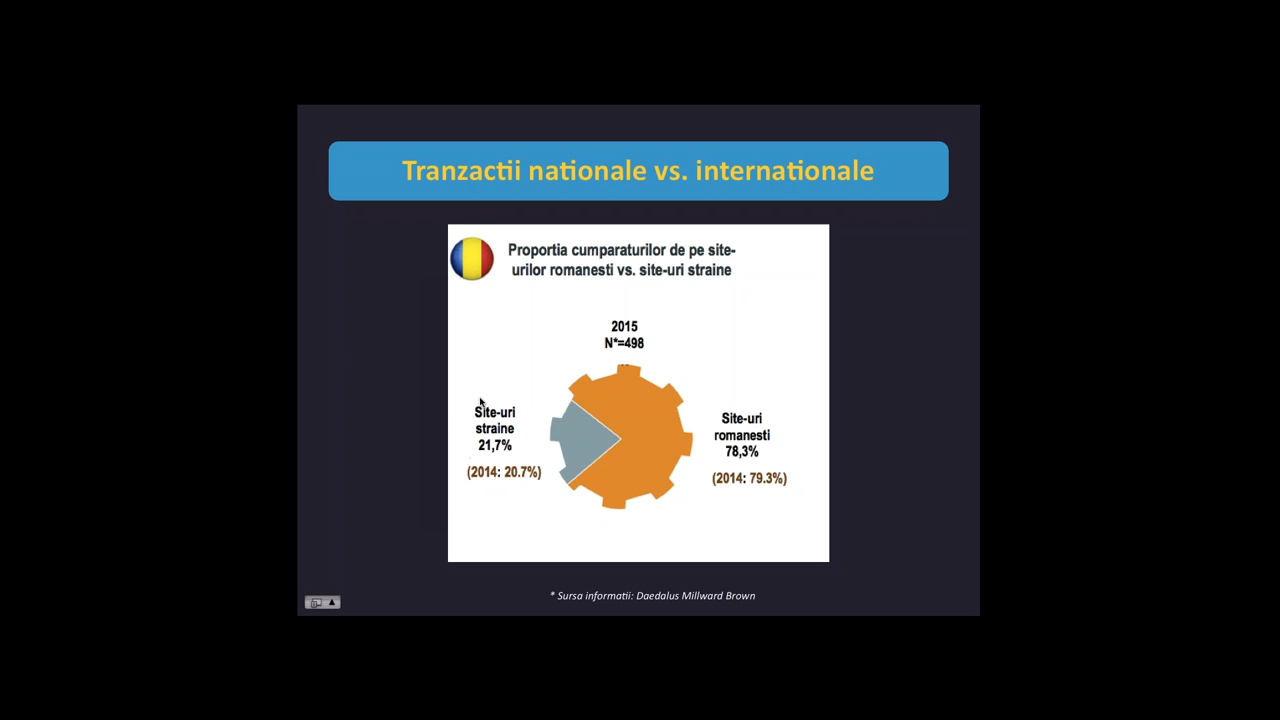 Tranzactii nationale vs. internationale
Proportia cumparaturilor de pe site-
urilor romanesti vs. site-uri straine
2015
N*=498
Site-uri
straine
21,7%
(2014: 20.7%)
Site-uri
romanesti
78,3%
(2014: 79.3%)
* Sursa informatii: Daedalus Millward Brown